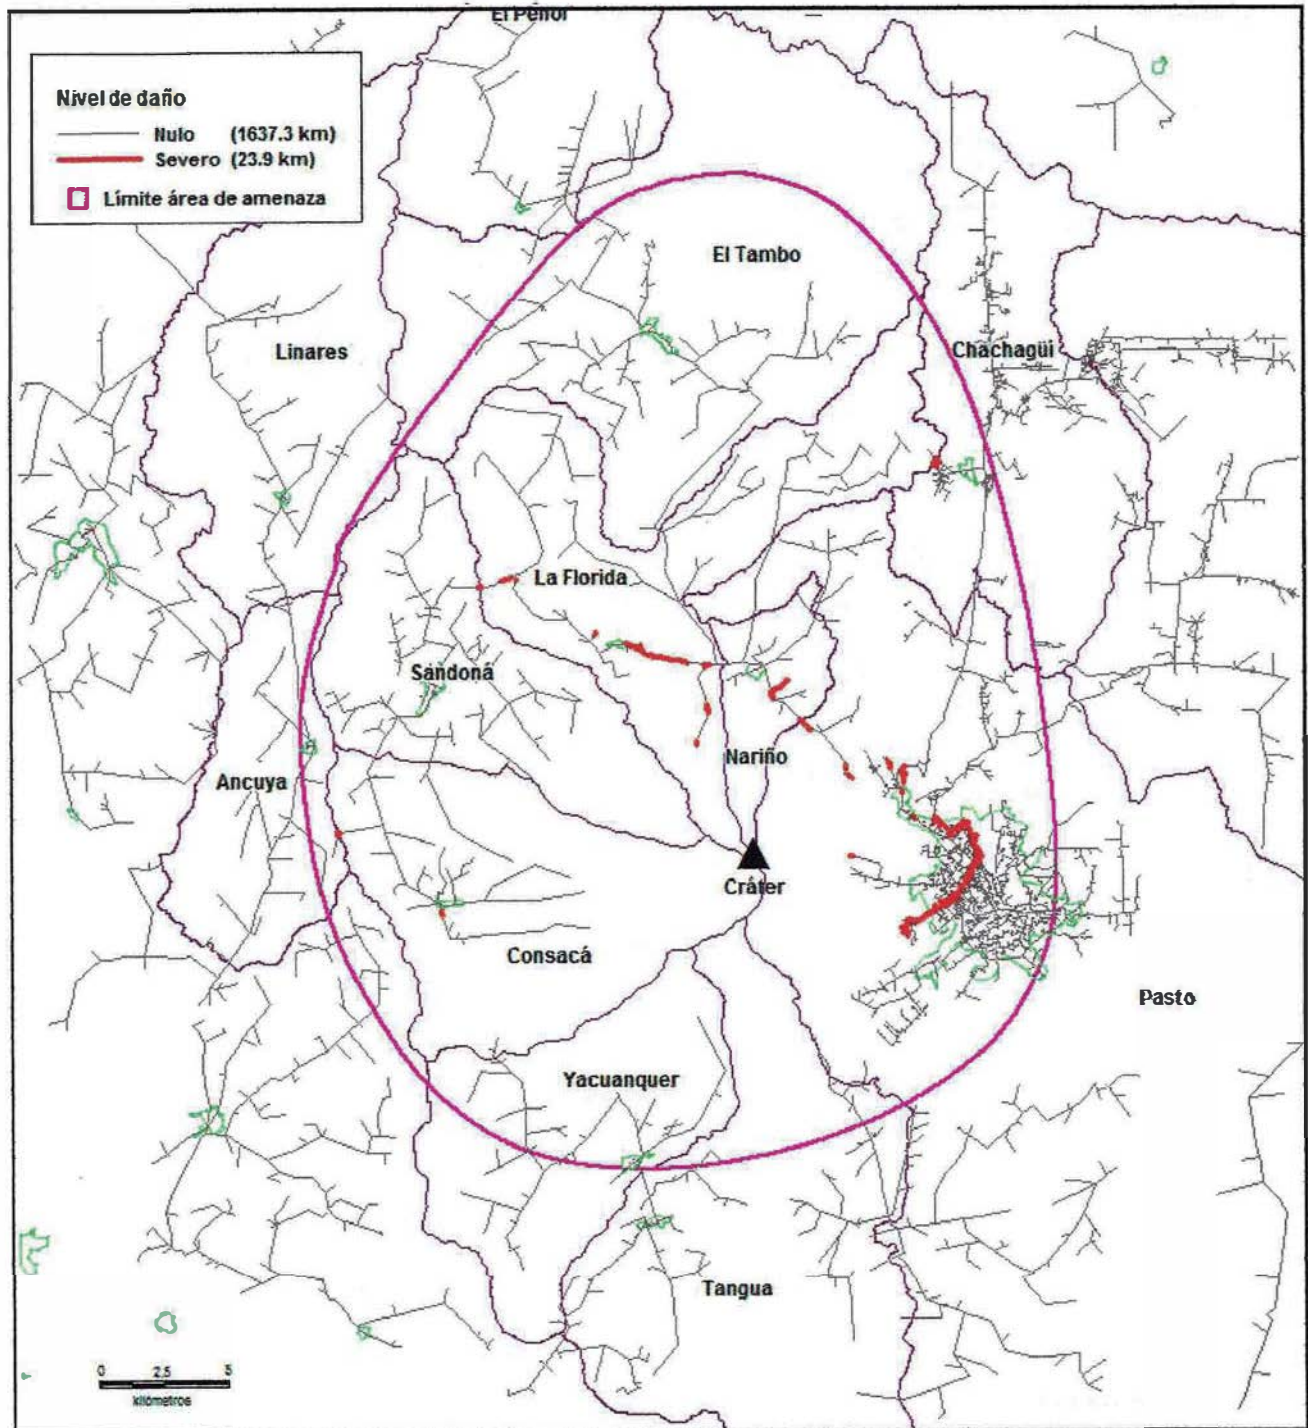 El Peñol
Nivel de daño
Nulo (1637.3 km)
Severo (23.9 km)
Límite área de amenaza
El Tambo
Linares
Chachagüi
La Florida
Sandoná
Nariño
Ancuya
Cráter
Consacá
Pasto
Yacuanquer
Tangua
0 2,5 5
kilómetros